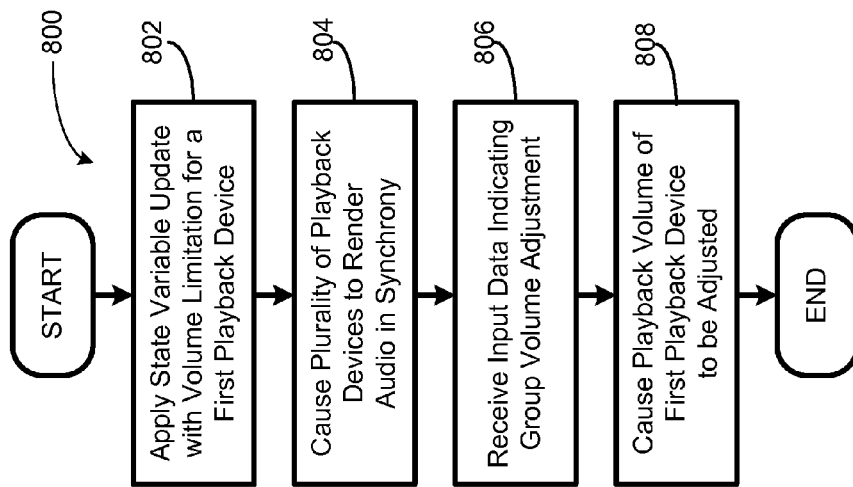 800
START
802
Apply State Variable Update
with Volume Limitation for a
First Playback Device
804
Cause Plurality of Playback
Devices to Render
Audio in Synchrony
806
Receive Input Data Indicating
Group Volume Adjustment
808
Cause Playback Volume of
First Playback Device
to be Adjusted
END